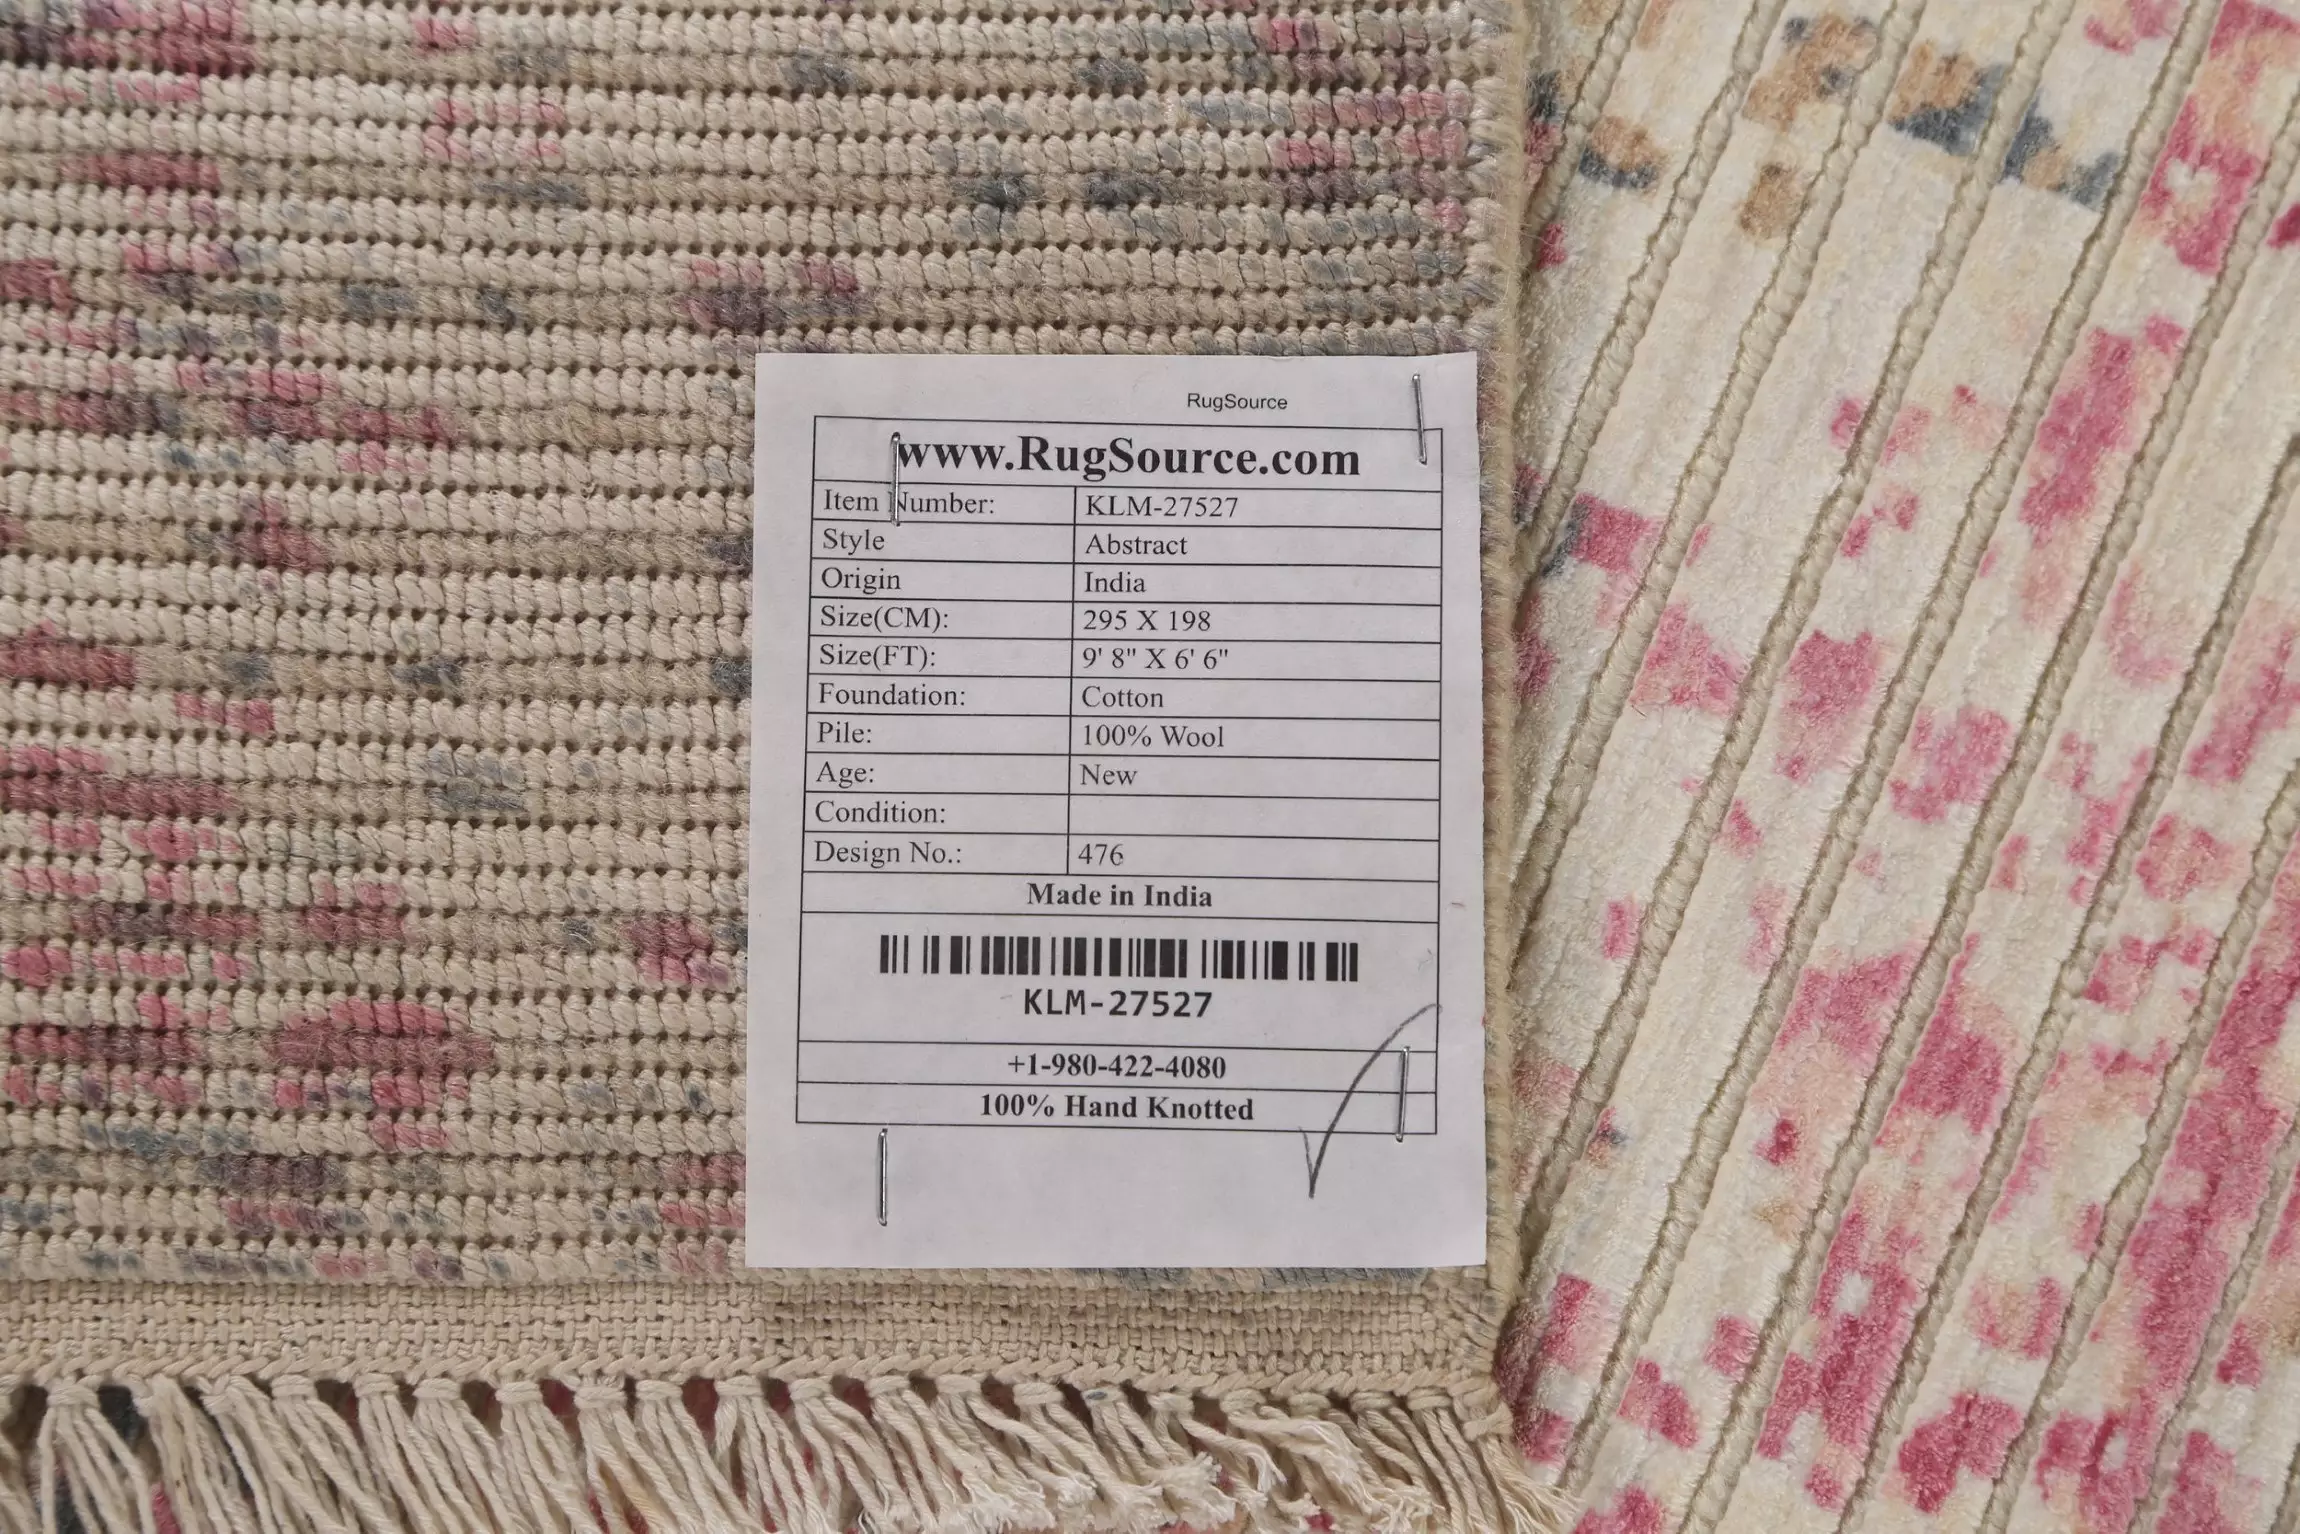 RugSource
www.RugSource.com
Item Number: KLM-27527
Style Abstract
Origin India
Size(CM): 295 X 198
Size(FT): 9' 8" X 6' 6"
Foundation: Cotton
Pile: 100% Wool
Age: New
Condition:
Design No.: 476
Made in India
KLM-27527
+1-980-422-4080
100% Hand Knotted